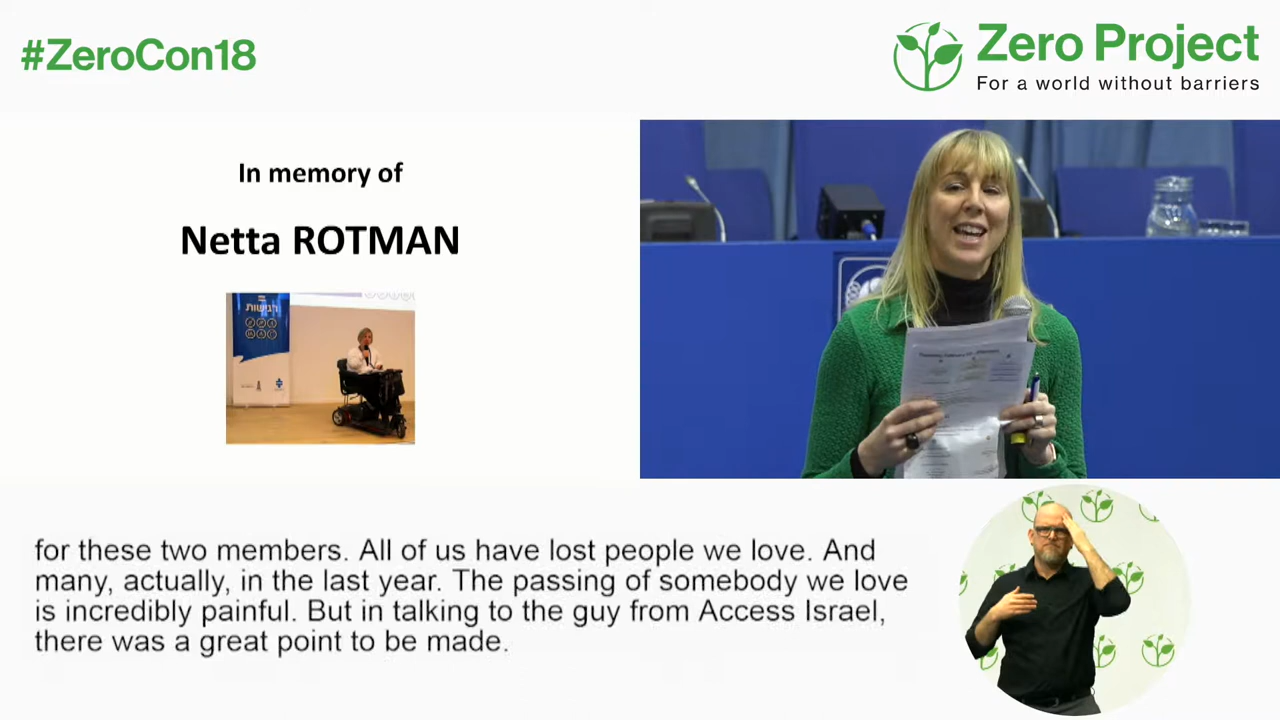 #ZeroCon18
Zero Project
For a world without barriers
In memory of
Netta ROTMAN
נגישות
for these two members. All of us have lost people we love. And
many, actually, in the last year. The passing of somebody we love
is incredibly painful. But in talking to the guy from Access Israel,
there was a great point to be made.